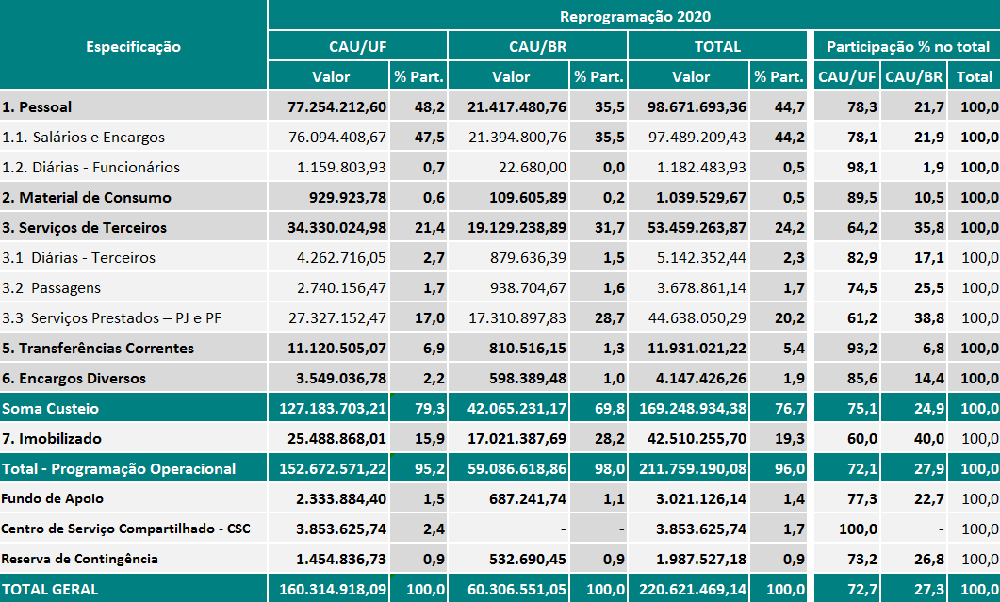 Especificação Reprogramação 2020
CAU/UF CAU/BR TOTAL Participação % no total
Valor % Part. Valor % Part. Valor % Part. CAU/UF CAU/BR Total
1. Pessoal 77.254.212,60 48,2 21.417.480,76 35,5 98.671.693,36 44,7 78,3 21,7 100,0
1.1. Salários e Encargos 76.094.408,67 47,5 21.394.800,76 35,5 97.489.209,43 44,2 78,1 21,9 100,0
1.2. Diárias - Funcionários 1.159.803,93 0,7 22.680,00 0,0 1.182.483,93 0,5 98,1 1,9 100,0
2. Material de Consumo 929.923,78 0,6 109.605,89 0,2 1.039.529,67 0,5 89,5 10,5 100,0
3. Serviços de Terceiros 34.330.024,98 21,4 19.129.238,89 31,7 53.459.263,87 24,2 64,2 35,8 100,0
3.1 Diárias - Terceiros 4.262.716,05 2,7 879.636,39 1,5 5.142.352,44 2,3 82,9 17,1 100,0
3.2 Passagens 2.740.156,47 1,7 938.704,67 1,6 3.678.861,14 1,7 74,5 25,5 100,0
3.3 Serviços Prestados – PJ e PF 27.327.152,47 17,0 17.310.897,83 28,7 44.638.050,29 20,2 61,2 38,8 100,0
5. Transferências Correntes 11.120.505,07 6,9 810.516,15 1,3 11.931.021,22 5,4 93,2 6,8 100,0
6. Encargos Diversos 3.549.036,78 2,2 598.389,48 1,0 4.147.426,26 1,9 85,6 14,4 100,0
Soma Custeio 127.183.703,21 79,3 42.065.231,17 69,8 169.248.934,38 76,7 75,1 24,9 100,0
7. Imobilizado 25.488.868,01 15,9 17.021.387,69 28,2 42.510.255,70 19,3 60,0 40,0 100,0
Total - Programação Operacional 152.672.571,22 95,2 59.086.618,86 98,0 211.759.190,08 96,0 72,1 27,9 100,0
Fundo de Apoio 2.333.884,40 1,5 687.241,74 1,1 3.021.126,14 1,4 77,3 22,7 100,0
Centro de Serviço Compartilhado - CSC 3.853.625,74 2,4 - - 3.853.625,74 1,7 100,0 - 100,0
Reserva de Contingência 1.454.836,73 0,9 532.690,45 0,9 1.987.527,18 0,9 73,2 26,8 100,0
TOTAL GERAL 160.314.918,09 100,0 60.306.551,05 100,0 220.621.469,14 100,0 72,7 27,3 100,0